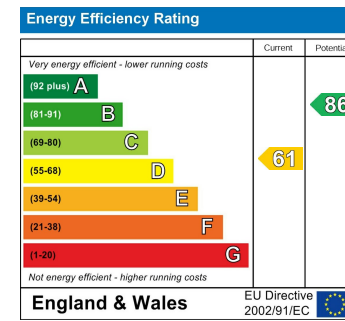 Energy Efficiency Rating
Current Potentia
Very energy efficient - lower running costs
(92 plus) A
(81-91) B
86
(69-80) C
(55-68) D
61
(39-54) E
(21-38) F
(1-20) G
Not energy efficient - higher running costs
England & Wales
EU Directive
2002/91/EC